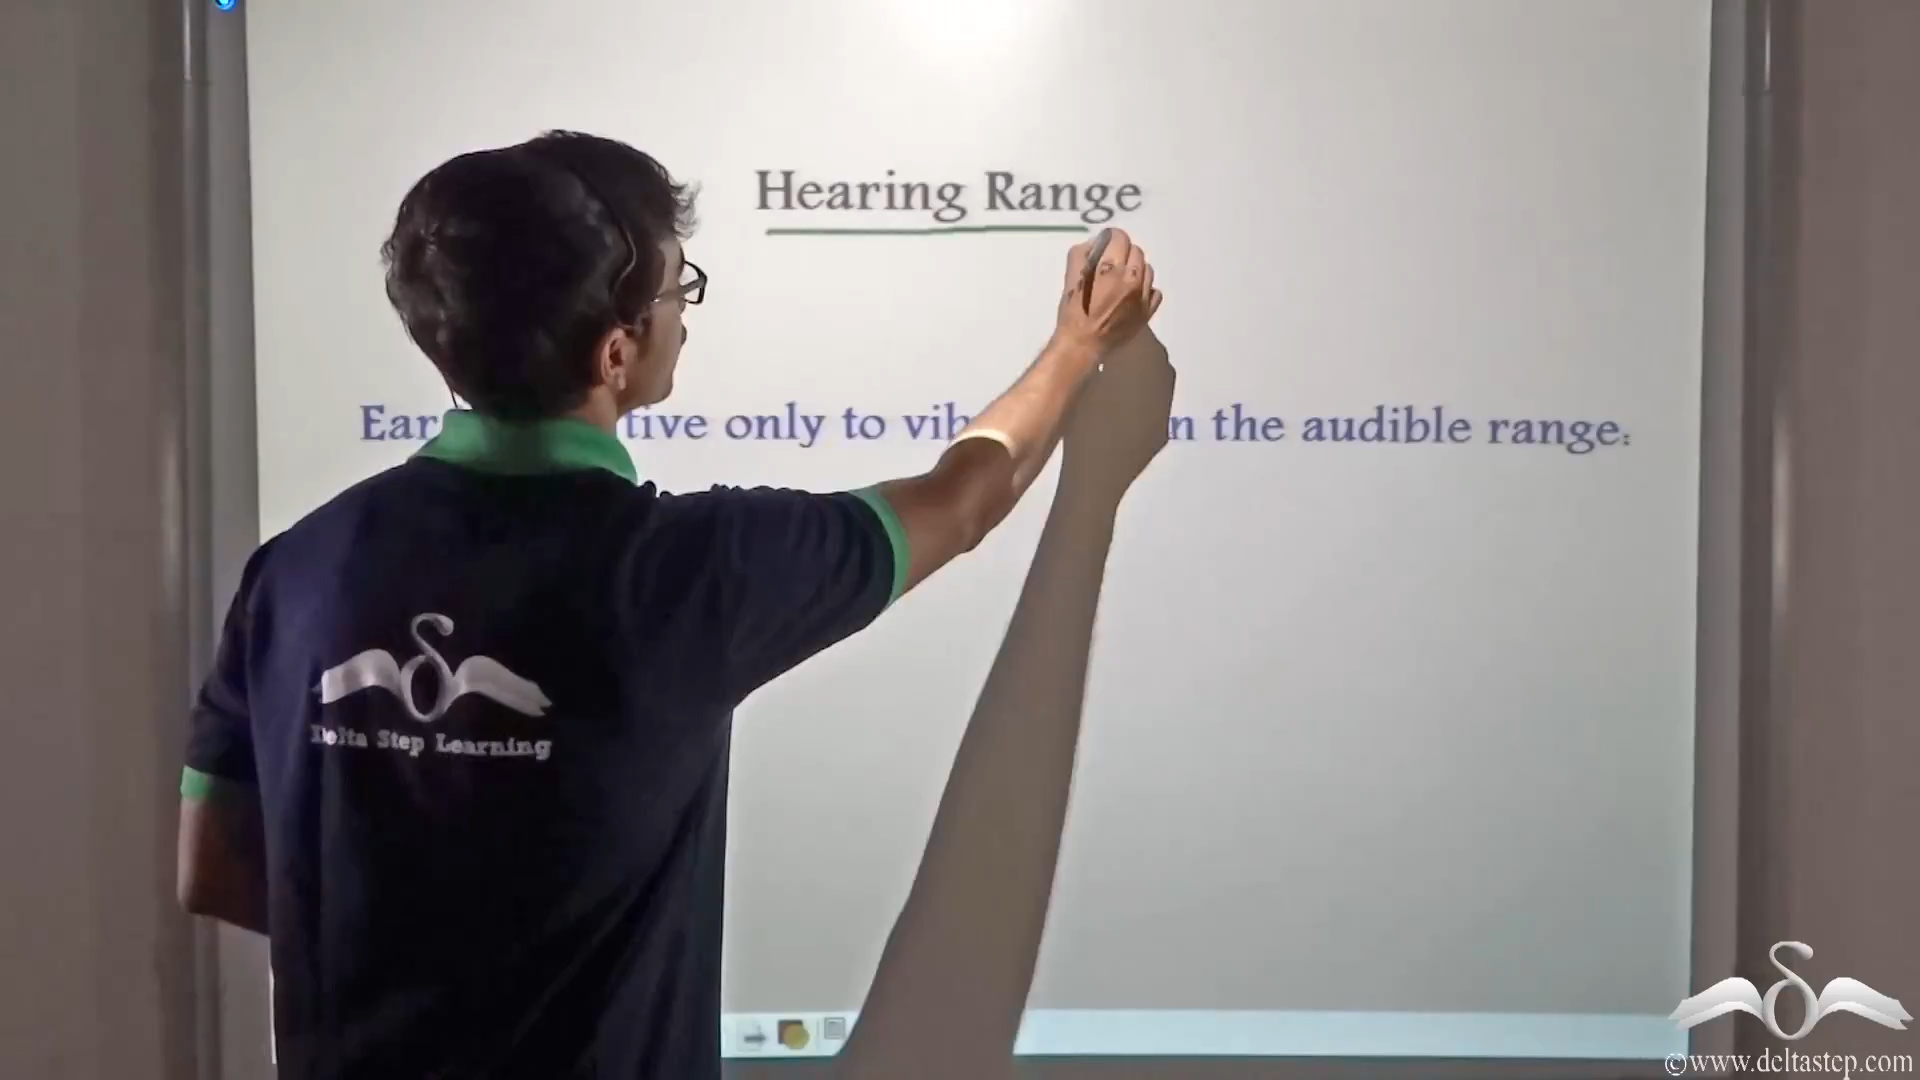 Hearing Range
Ear tive only to vib n the audible range:
Delta Step Learning
©www.deltastep.com